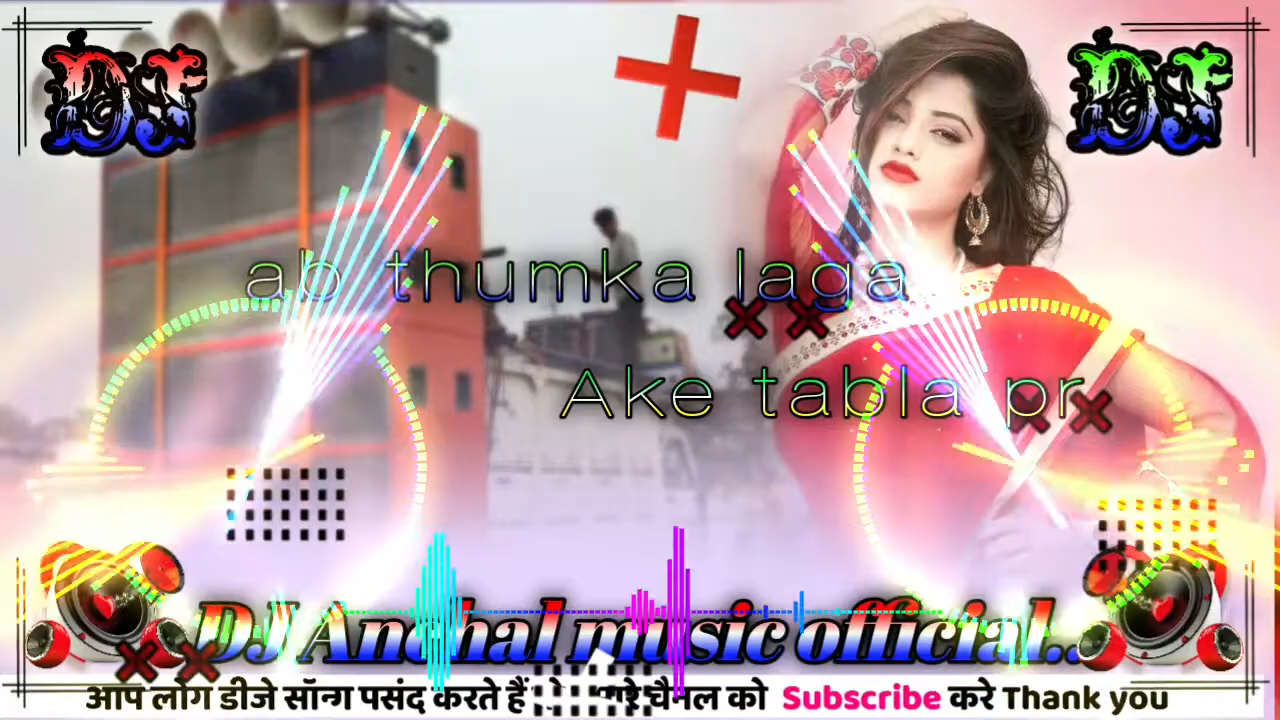 DJ DJ
ab thumka laga
Ake tabla pr
DJ Anchal music official..
आप लोग डीजे सॉन्ग पसंद करते हैं चैनल को Subscribe करे Thank you